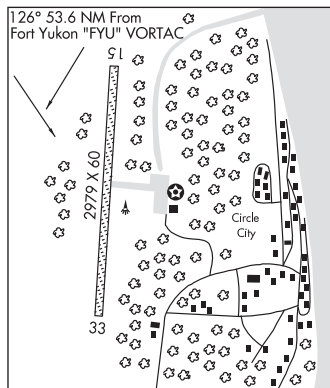 126° 53.6 NM From
Fort Yukon "FYU" VORTAC
15
2979 X 60
Circle
City
33